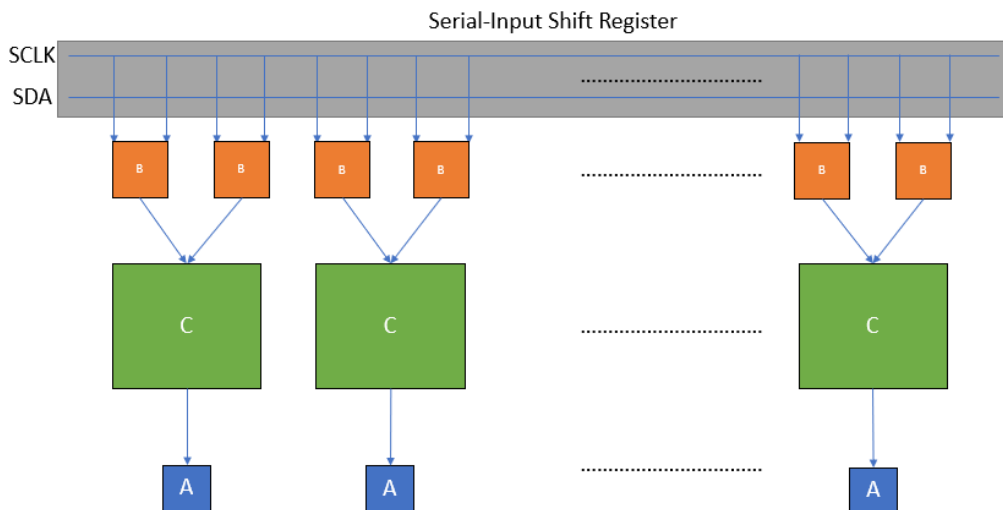 Serial-Input Shift Register
SCLK
SDA
B B B B B B
C C C
A A A